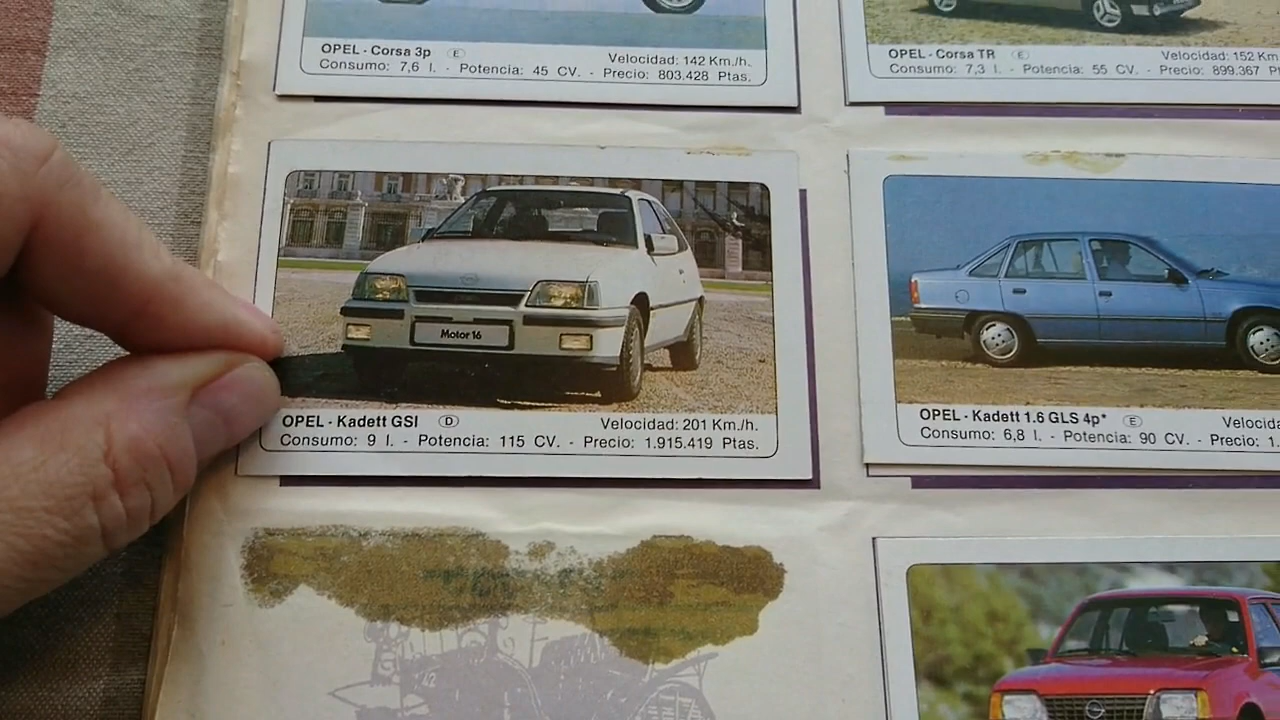 OPEL - Corsa 3p E Velocidad: 142 Km./h.
Consumo: 7,6 l. - Potencia: 45 CV. - Precio: 803.428 Ptas.
OPEL - Corsa TR E Velocidad: 152 Km./h.
Consumo: 7,3 l. - Potencia: 55 CV. - Precio: 899.367
Motor 16
OPEL - Kadett GSI D Velocidad: 201 Km./h.
Consumo: 9 l. - Potencia: 115 CV. - Precio: 1.915.419 Ptas.
OPEL - Kadett 1.6 GLS 4p* E
Consumo: 6,8 l. - Potencia: 90 CV. - Precio: 1.
42